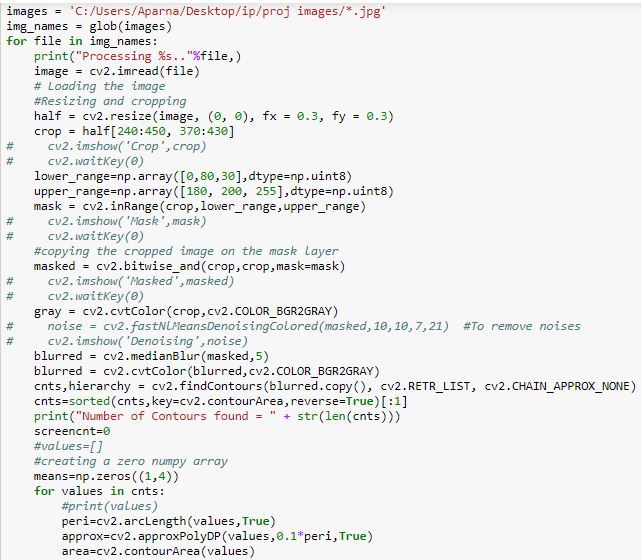 images = 'C:/Users/Aparna/Desktop/ip/proj images/*.jpg'
img_names = glob(images)
for file in img_names:
    print("Processing %s.."%file,)
    image = cv2.imread(file)
    # Loading the image
    #Resizing and cropping
    half = cv2.resize(image, (0, 0), fx = 0.3, fy = 0.3)
    crop = half[240:450, 370:430]
#     cv2.imshow('Crop',crop)
#     cv2.waitKey(0)
    lower_range=np.array([0,80,30],dtype=np.uint8)
    upper_range=np.array([180, 200, 255],dtype=np.uint8)
    mask = cv2.inRange(crop,lower_range,upper_range)
#     cv2.imshow('Mask',mask)
#     cv2.waitKey(0)
    #copying the cropped image on the mask layer
    masked = cv2.bitwise_and(crop,crop,mask=mask)
#     cv2.imshow('Masked',masked)
#     cv2.waitKey(0)
    gray = cv2.cvtColor(crop,cv2.COLOR_BGR2GRAY)
#     noise = cv2.fastNlMeansDenoisingColored(masked,10,10,7,21)  #To remove noises
#     cv2.imshow('Denoising',noise)
    blurred = cv2.medianBlur(masked,5)
    blurred = cv2.cvtColor(blurred,cv2.COLOR_BGR2GRAY)
    cnts,hierarchy = cv2.findContours(blurred.copy(), cv2.RETR_LIST, cv2.CHAIN_APPROX_NONE)
    cnts=sorted(cnts,key=cv2.contourArea,reverse=True)[:1]
    print("Number of Contours found = " + str(len(cnts)))
    screencnt=0
    #values=[]
    #creating a zero numpy array
    means=np.zeros((1,4))
    for values in cnts:
        #print(values)
        peri=cv2.arcLength(values,True)
        approx=cv2.approxPolyDP(values,0.1*peri,True)
        area=cv2.contourArea(values)